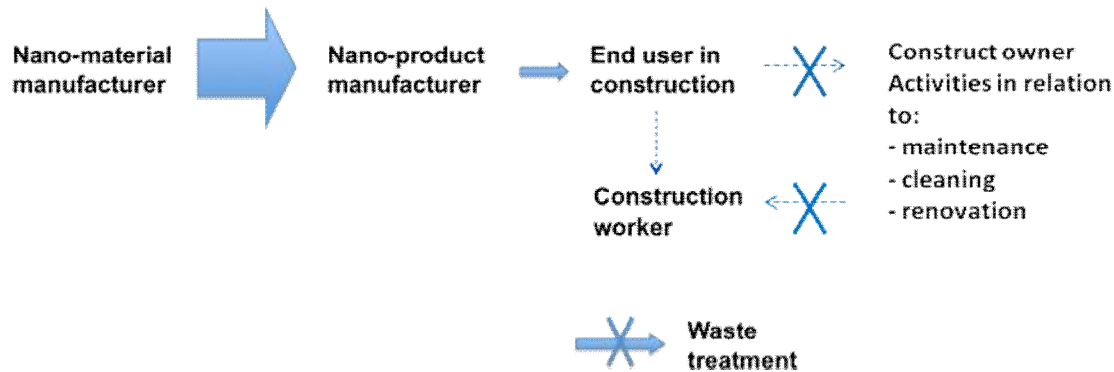 Nano-material
manufacturer
Nano-product
manufacturer
End user in
construction
Construct owner
Activities in relation
to:
- maintenance
- cleaning
- renovation
Construction
worker
Waste
treatment